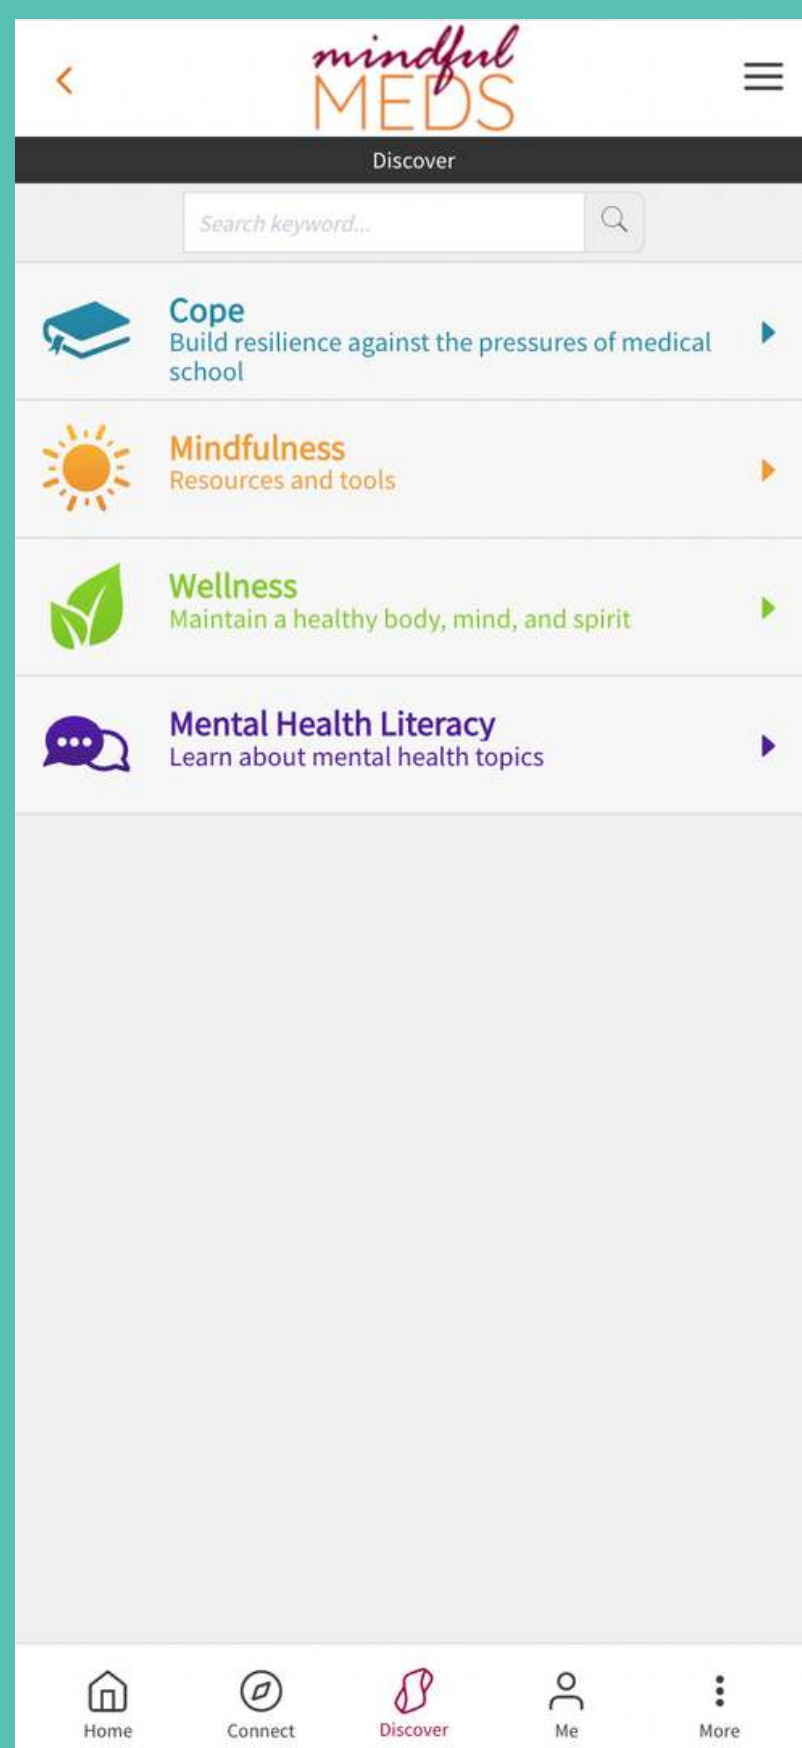 mindful
MEDS
Discover
Search keyword...
Cope
Build resilience against the pressures of medical
school
Mindfulness
Resources and tools
Wellness
Maintain a healthy body, mind, and spirit
Mental Health Literacy
Learn about mental health topics
Home
Connect
Discover
Me
More